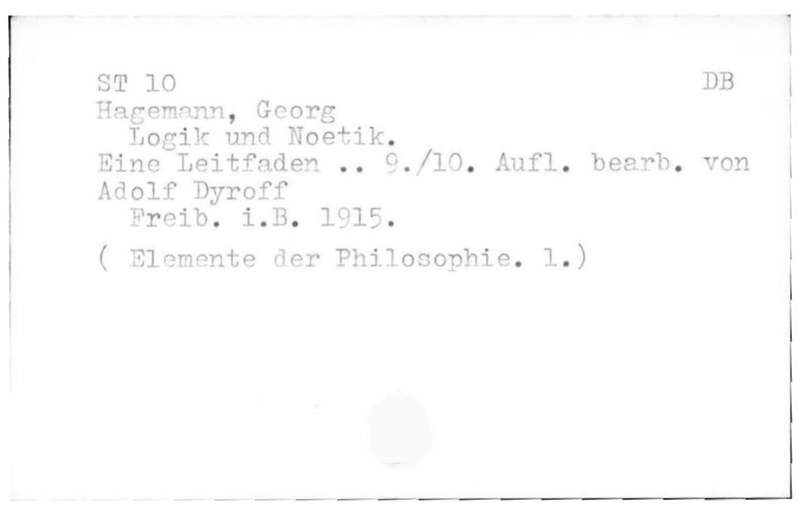 ST 10 DB
Hagemann, Georg
Logik und Noetik.
Eine Leitfaden .. 9./10. Aufl. bearb. von
Adolf Dyroff
Freib. i.B. 1915.
( Elemente der Philosophie. 1.)